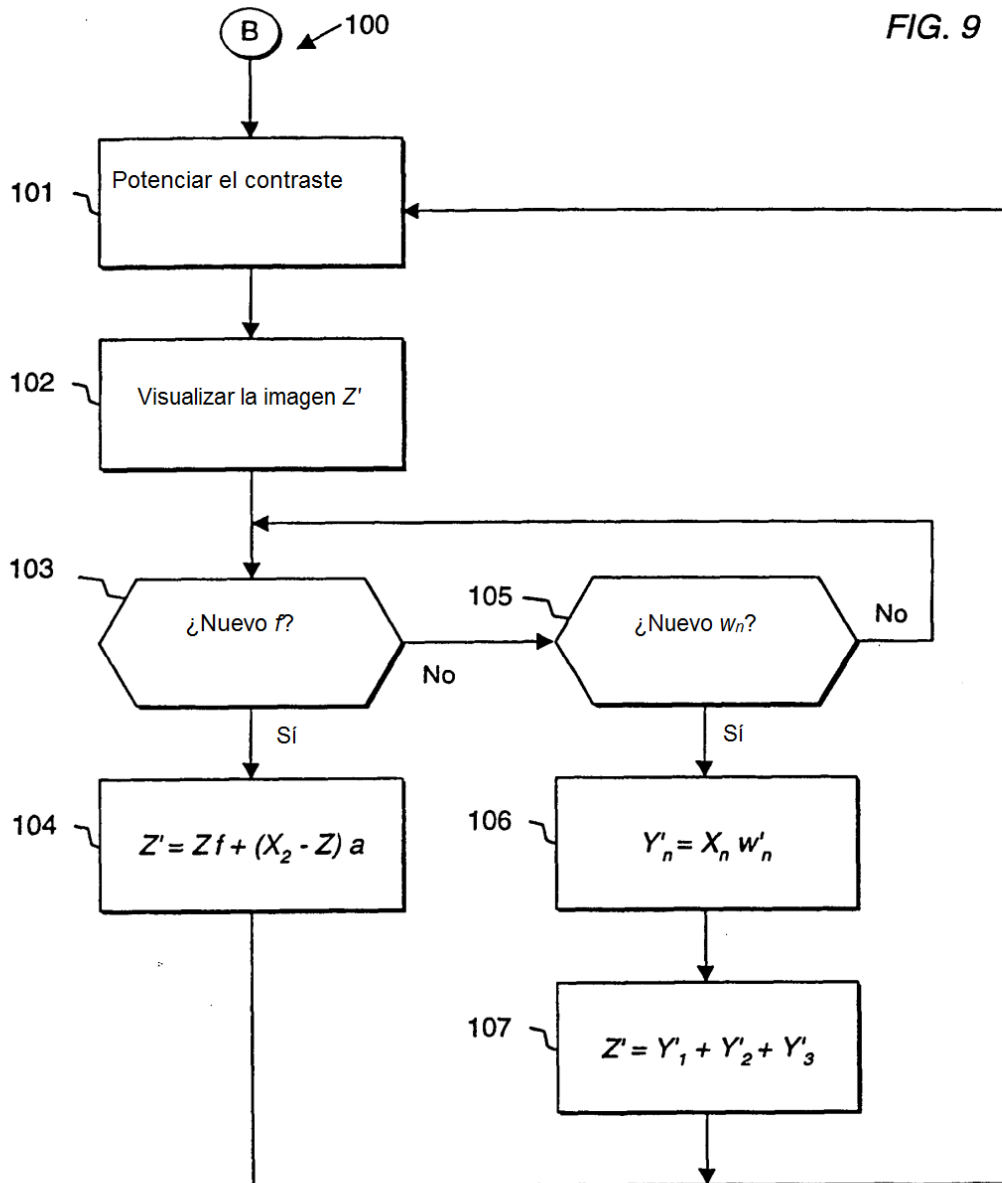 B
100
FIG. 9
101
Potenciar el contraste
102
Visualizar la imagen Z'
103
¿Nuevo f?
No
105
¿Nuevo wn?
No
Sí
Sí
104
Z' = Z f + (X2 - Z) a
106
Y'n = Xn w'n
107
Z' = Y'1 + Y'2 + Y'3